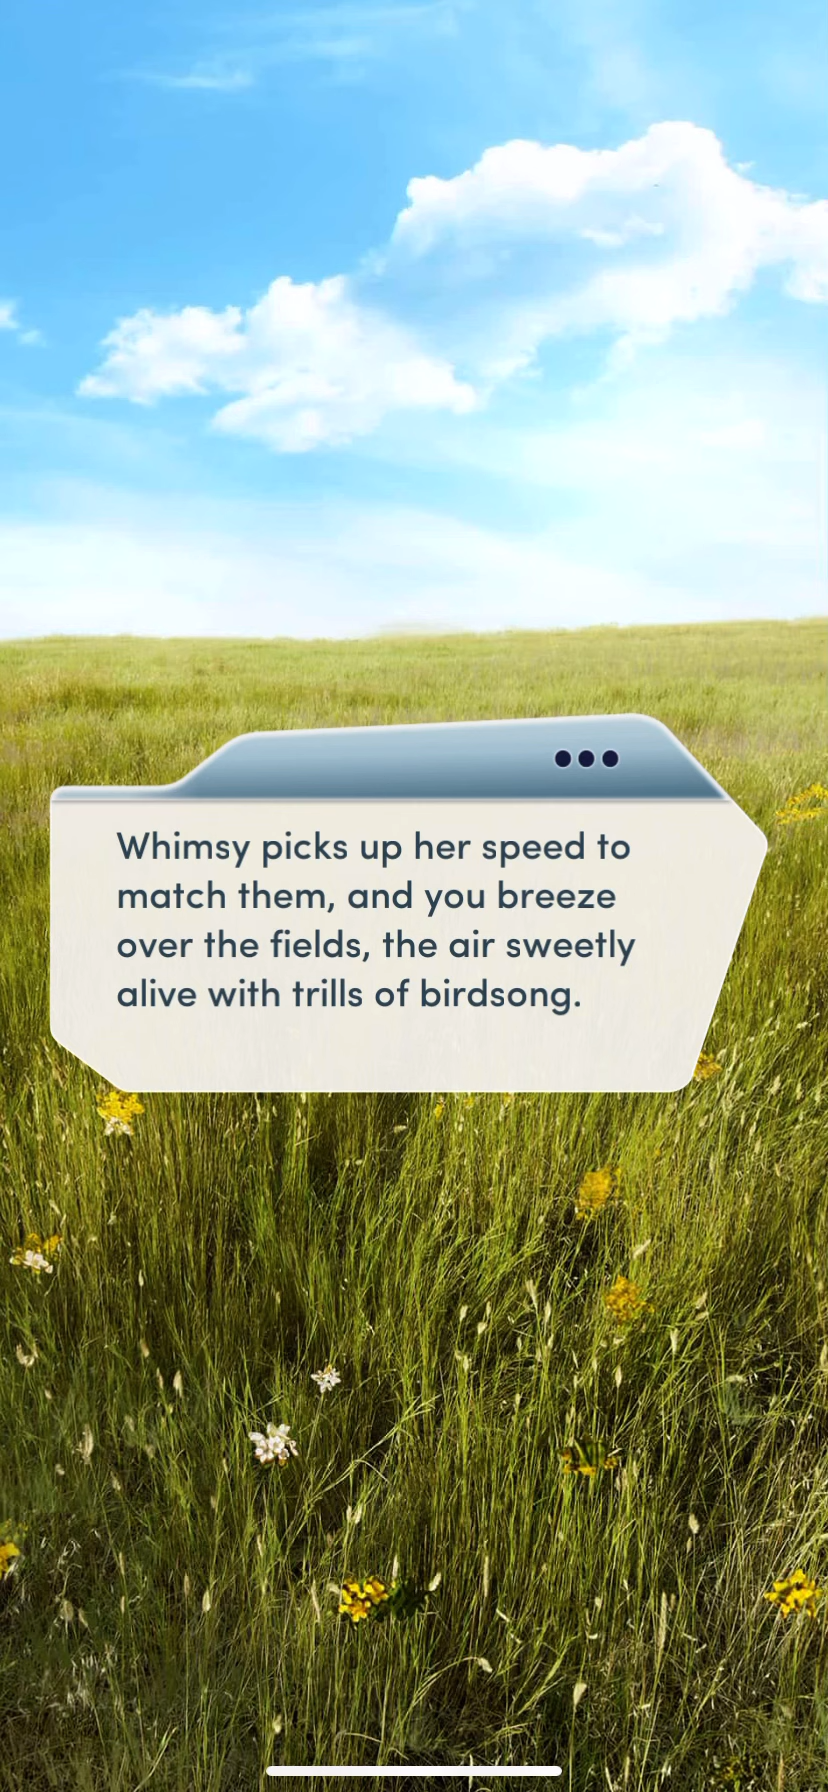 Whimsy picks up her speed to
match them, and you breeze
over the fields, the air sweetly
alive with trills of birdsong.